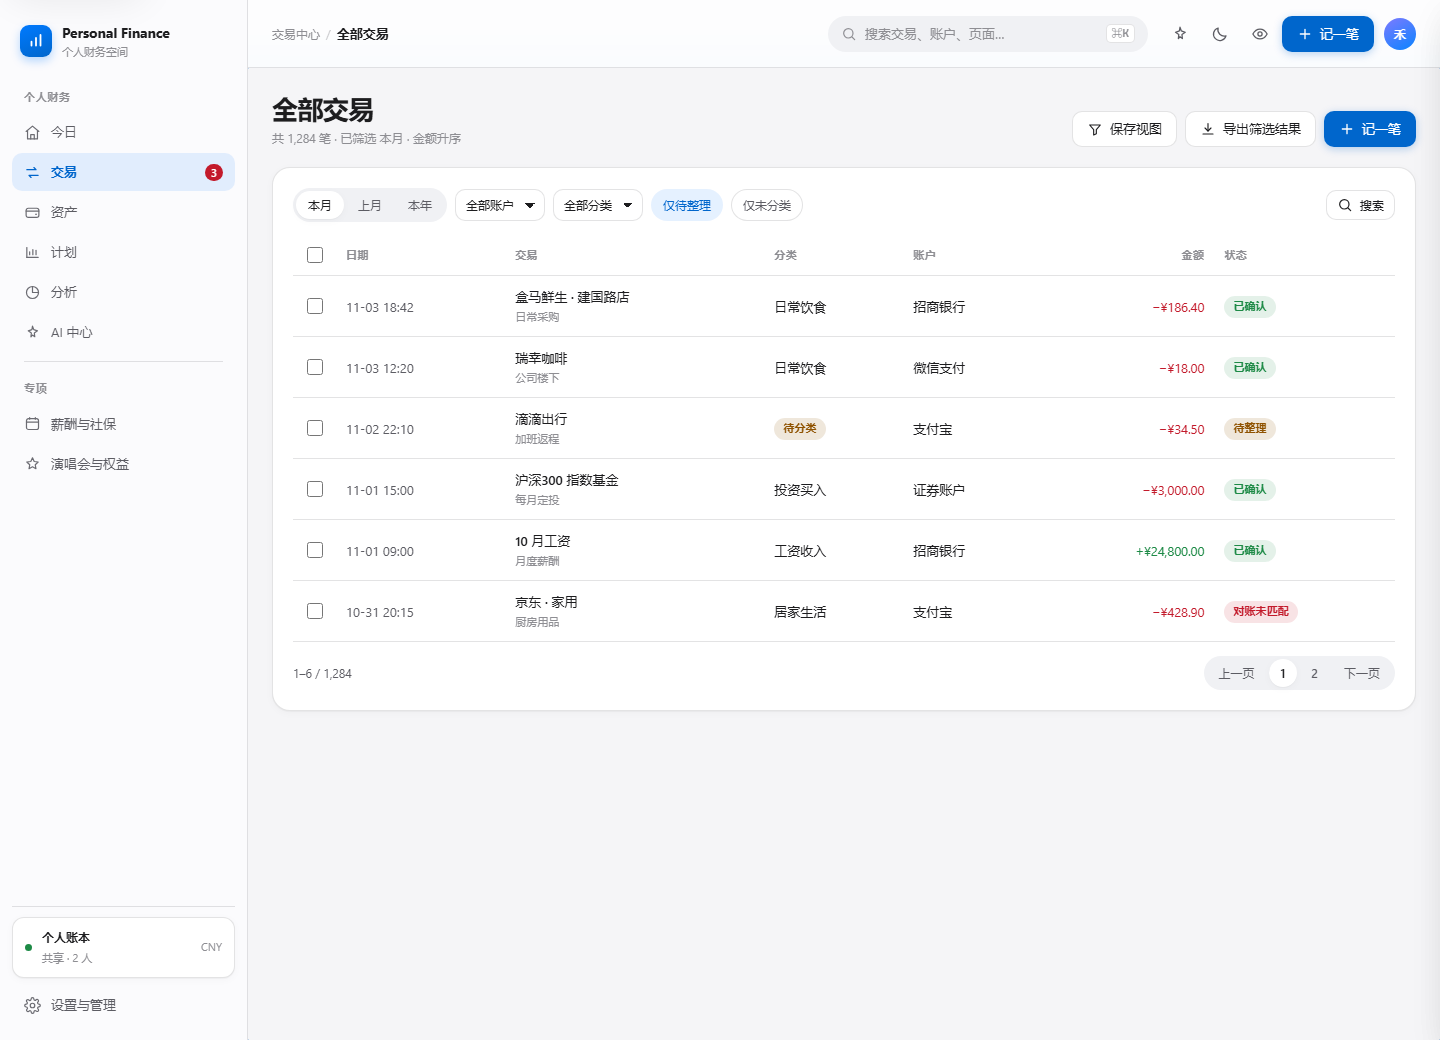 Personal Finance
个人财务空间
个人财务
今日
交易
3
资产
计划
分析
AI 中心
专项
薪酬与社保
演唱会与权益
个人账本
共享 · 2 人
CNY
设置与管理
交易中心 / 全部交易
搜索交易、账户、页面...
⌘K
记一笔
禾
全部交易
共 1,284 笔 · 已筛选 本月 · 金额升序
保存视图
导出筛选结果
记一笔
本月 上月 本年
全部账户
全部分类
仅待整理
仅未分类
搜索
日期 交易 分类 账户 金额 状态
11-03 18:42 盒马鲜生 · 建国路店 日常饮食 招商银行 −¥186.40 已确认
日常采购
11-03 12:20 瑞幸咖啡 日常饮食 微信支付 −¥18.00 已确认
公司楼下
11-02 22:10 滴滴出行 待分类 支付宝 −¥34.50 待整理
加班返程
11-01 15:00 沪深300 指数基金 投资买入 证券账户 −¥3,000.00 已确认
每月定投
11-01 09:00 10 月工资 工资收入 招商银行 +¥24,800.00 已确认
月度薪酬
10-31 20:15 京东 · 家用 居家生活 支付宝 −¥428.90 对账未匹配
厨房用品
1–6 / 1,284
上一页 1 2 下一页